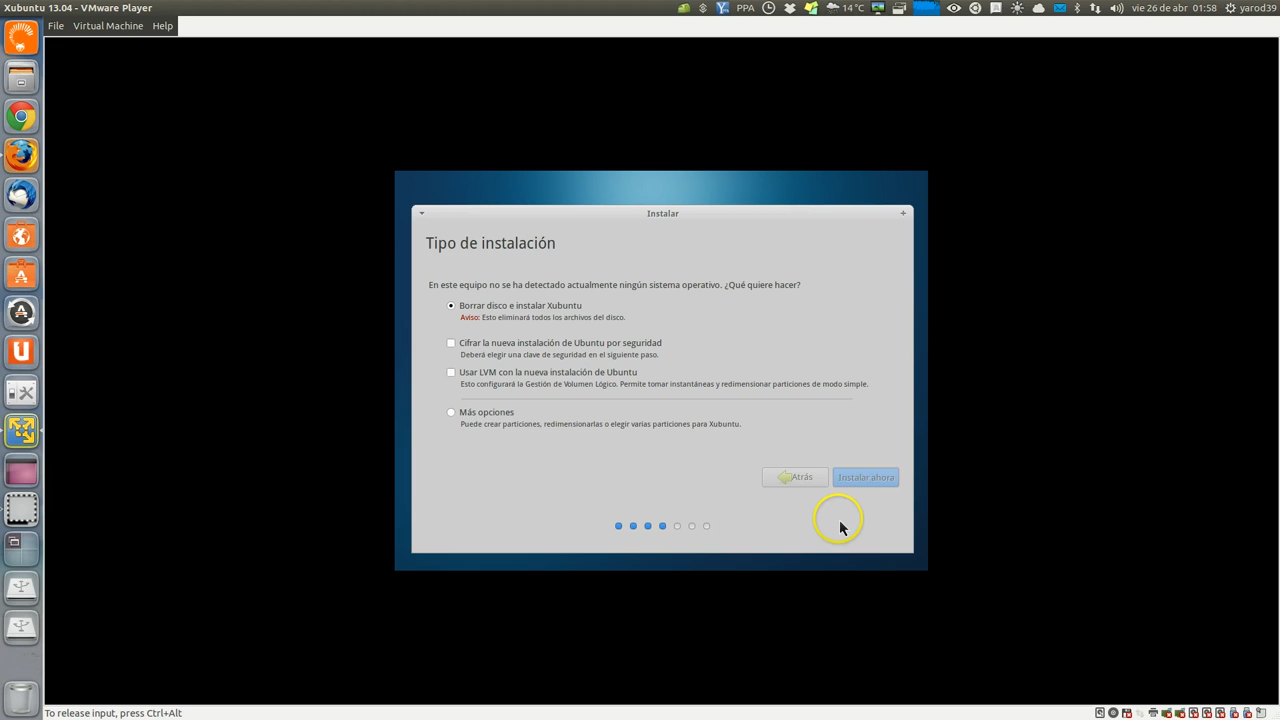 Xubuntu 13.04 - VMware Player
PPA
14°C
vie 26 de abr
01:58
yarod39
File Virtual Machine Help
Instalar
Tipo de instalación
En este equipo no se ha detectado actualmente ningún sistema operativo. ¿Qué quiere hacer?
Borrar disco e instalar Xubuntu
Aviso: Esto eliminará todos los archivos del disco.
Cifrar la nueva instalación de Ubuntu por seguridad
Deberá elegir una clave de seguridad en el siguiente paso.
Usar LVM con la nueva instalación de Ubuntu
Esto configurará la Gestión de Volumen Lógico. Permite tomar instantáneas y redimensionar particiones de modo simple.
Más opciones
Puede crear particiones, redimensionarlas o elegir varias particiones para Xubuntu.
Atrás
Instalar ahora
To release input, press Ctrl+Alt